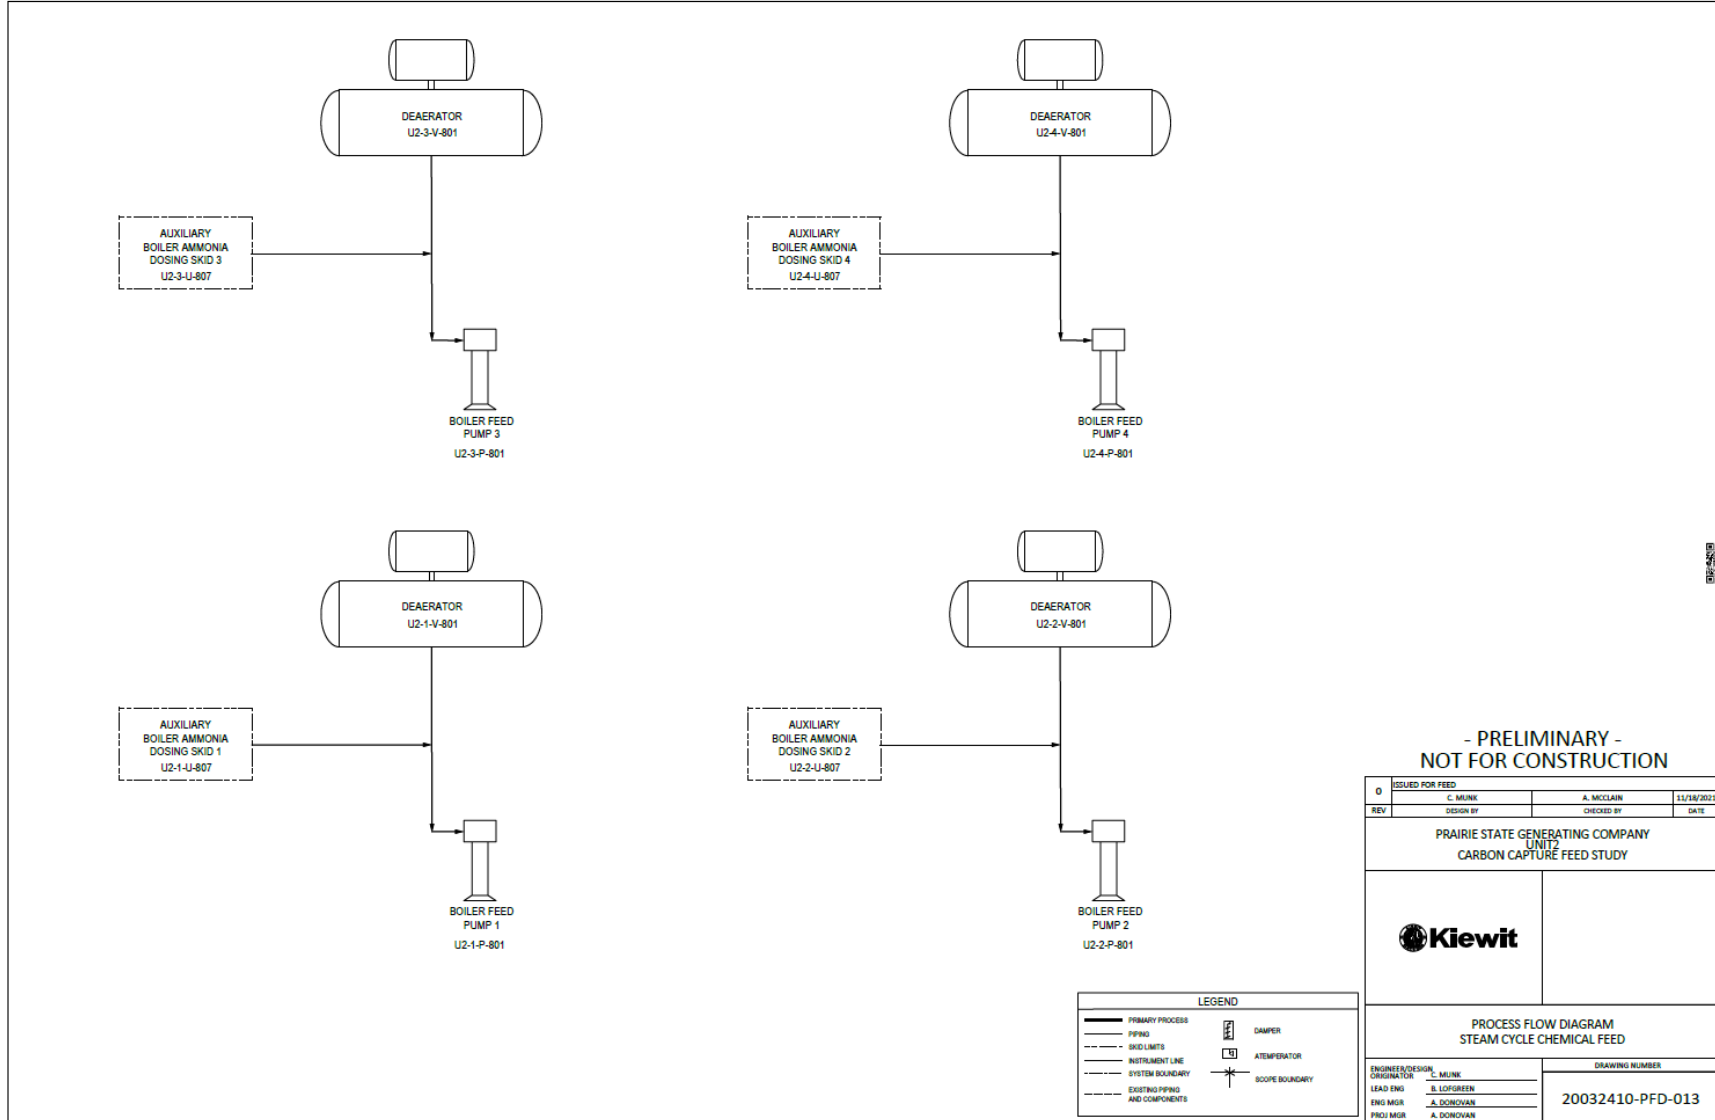 DEAERATOR
U2-3-V-801
DEAERATOR
U2-4-V-801
AUXILIARY
BOILER AMMONIA
DOSING SKID 3
U2-3-U-807
AUXILIARY
BOILER AMMONIA
DOSING SKID 4
U2-4-U-807
BOILER FEED
PUMP 3
U2-3-P-801
BOILER FEED
PUMP 4
U2-4-P-801
DEAERATOR
U2-1-V-801
DEAERATOR
U2-2-V-801
AUXILIARY
BOILER AMMONIA
DOSING SKID 1
U2-1-U-807
AUXILIARY
BOILER AMMONIA
DOSING SKID 2
U2-2-U-807
BOILER FEED
PUMP 1
U2-1-P-801
BOILER FEED
PUMP 2
U2-2-P-801
LEGEND
PRIMARY PROCESS
PIPING
SKID LIMITS
INSTRUMENT LINE
SYSTEM BOUNDARY
EXISTING PIPING
AND COMPONENTS
DAMPER
ATEMPERATOR
SCOPE BOUNDARY
- PRELIMINARY -
NOT FOR CONSTRUCTION
0 ISSUED FOR FEED
C. MUNK A. MCCLAIN 11/18/2021
REV DESIGN BY CHECKED BY DATE
PRAIRIE STATE GENERATING COMPANY
UNIT2
CARBON CAPTURE FEED STUDY
Kiewit
PROCESS FLOW DIAGRAM
STEAM CYCLE CHEMICAL FEED
ENGINEER/DESIGN
ORIGINATOR C. MUNK
LEAD ENG B. LOFGREEN
ENG MGR A. DONOVAN
PROJ MGR A. DONOVAN
DRAWING NUMBER
20032410-PFD-013